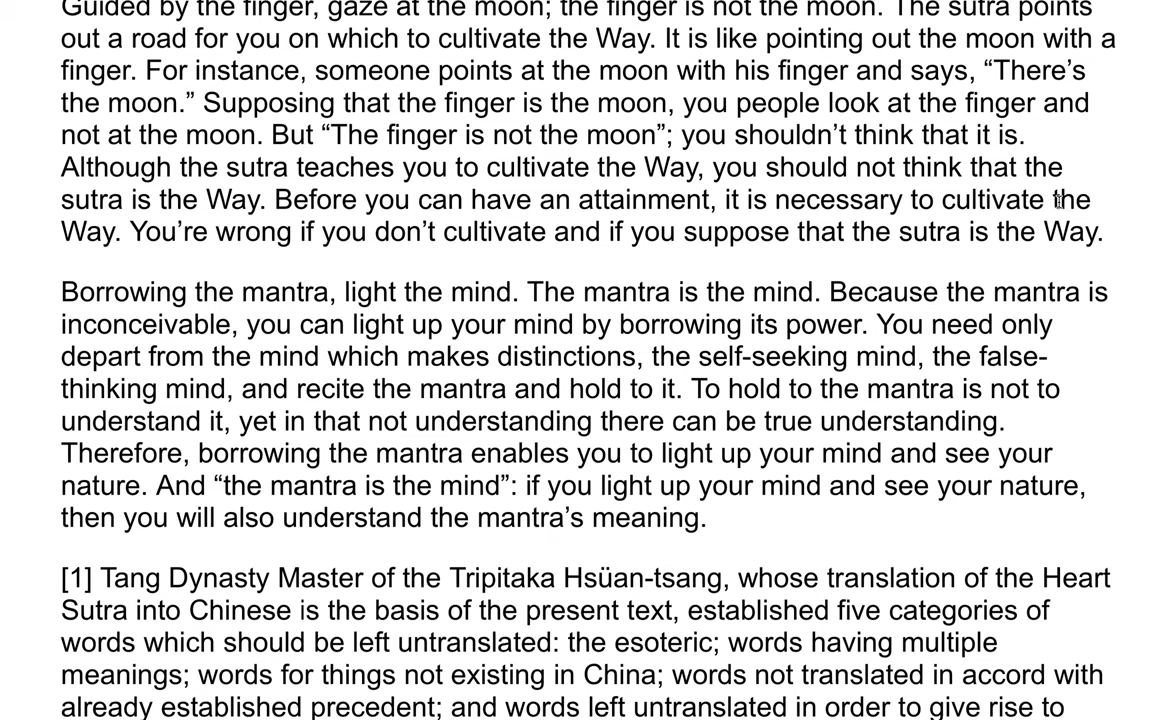 Guided by the finger, gaze at the moon; the finger is not the moon. The sutra points
out a road for you on which to cultivate the Way. It is like pointing out the moon with a
finger. For instance, someone points at the moon with his finger and says, “There’s
the moon.” Supposing that the finger is the moon, you people look at the finger and
not at the moon. But “The finger is not the moon”; you shouldn’t think that it is.
Although the sutra teaches you to cultivate the Way, you should not think that the
sutra is the Way. Before you can have an attainment, it is necessary to cultivate the
Way. You’re wrong if you don’t cultivate and if you suppose that the sutra is the Way.
Borrowing the mantra, light the mind. The mantra is the mind. Because the mantra is
inconceivable, you can light up your mind by borrowing its power. You need only
depart from the mind which makes distinctions, the self-seeking mind, the false-
thinking mind, and recite the mantra and hold to it. To hold to the mantra is not to
understand it, yet in that not understanding there can be true understanding.
Therefore, borrowing the mantra enables you to light up your mind and see your
nature. And “the mantra is the mind”: if you light up your mind and see your nature,
then you will also understand the mantra’s meaning.
[1] Tang Dynasty Master of the Tripitaka Hsüan-tsang, whose translation of the Heart
Sutra into Chinese is the basis of the present text, established five categories of
words which should be left untranslated: the esoteric; words having multiple
meanings; words for things not existing in China; words not translated in accord with
already established precedent; and words left untranslated in order to give rise to